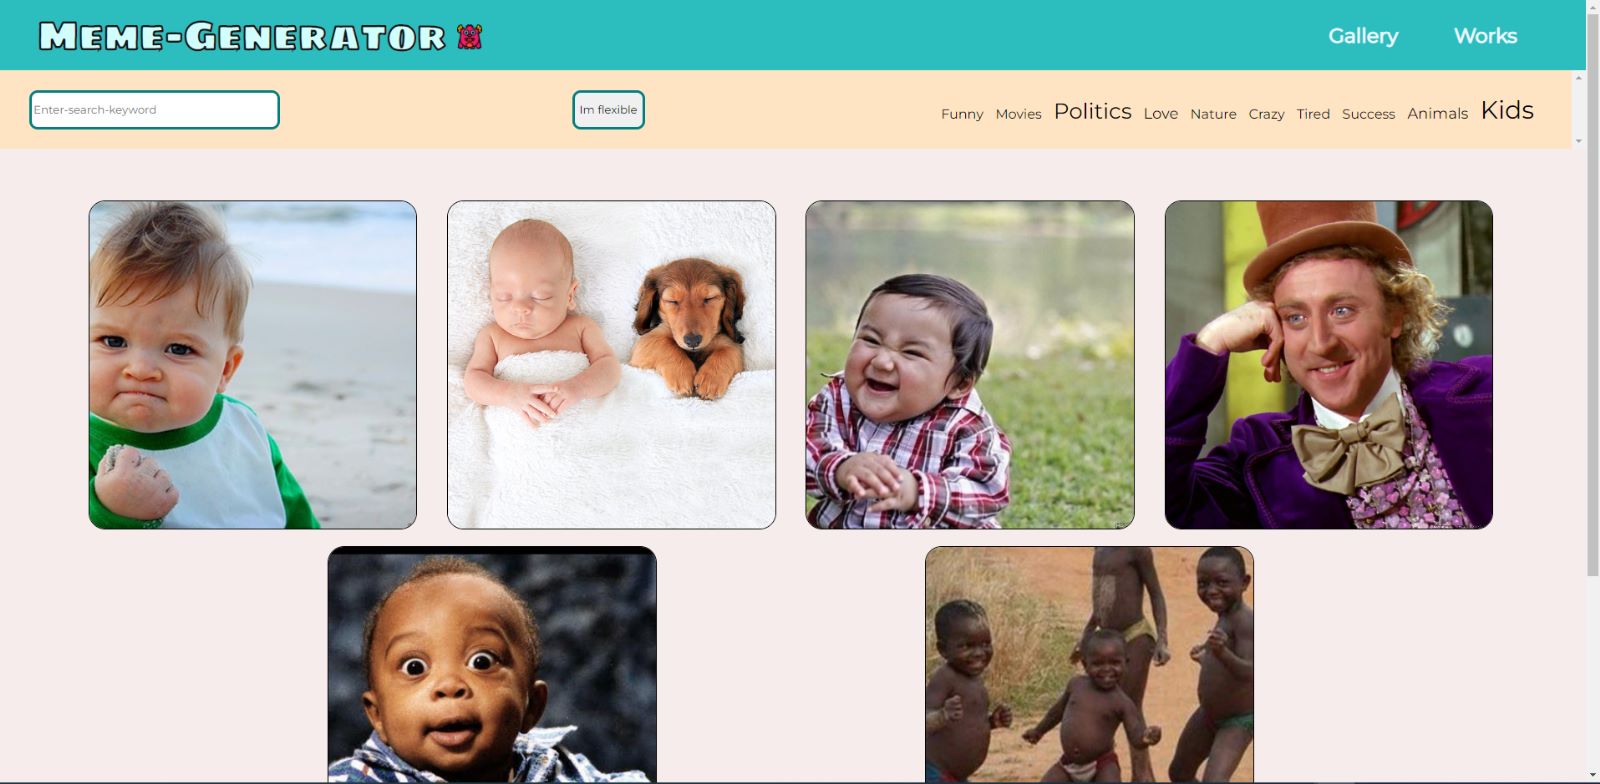 Meme-Generator
Gallery Works
Enter-search-keyword
Im flexible
Funny Movies Politics Love Nature Crazy Tired Success Animals Kids